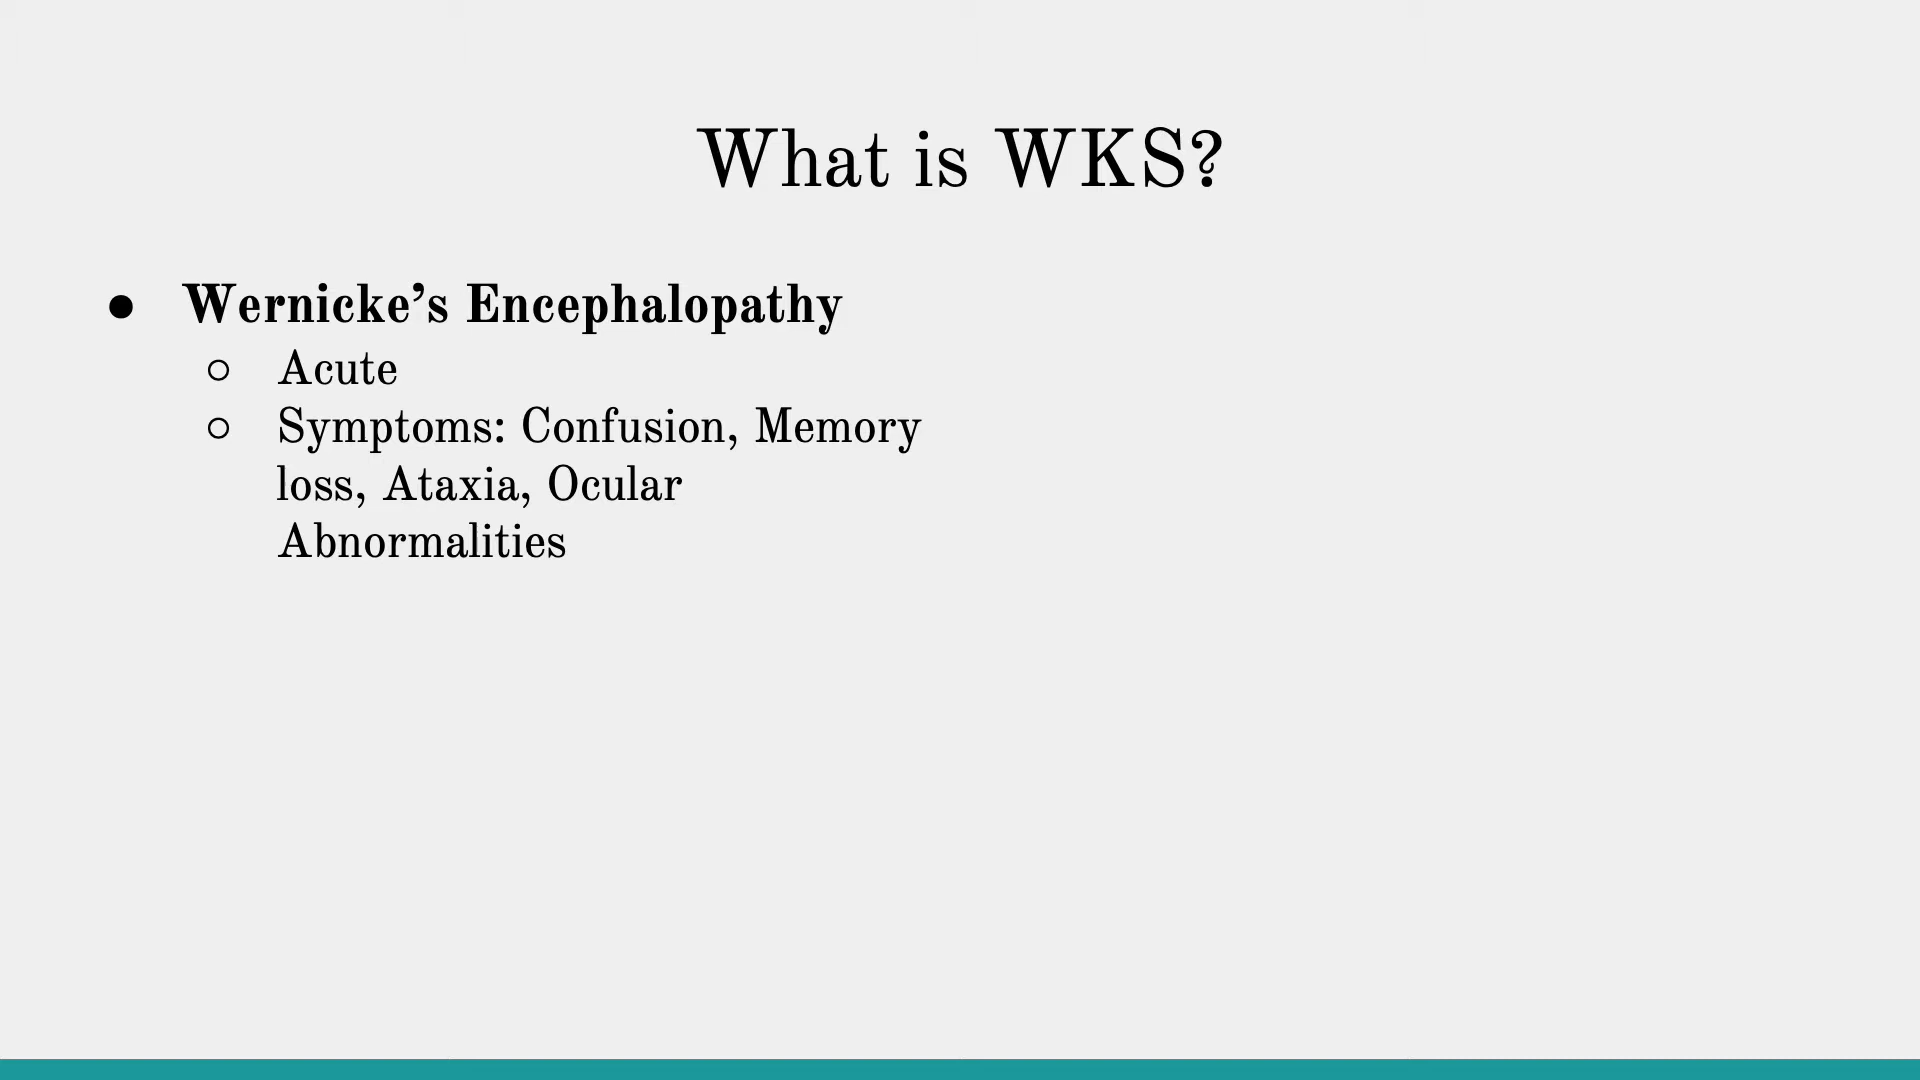 What is WKS?
● Wernicke’s Encephalopathy
○ Acute
○ Symptoms: Confusion, Memory
loss, Ataxia, Ocular
Abnormalities